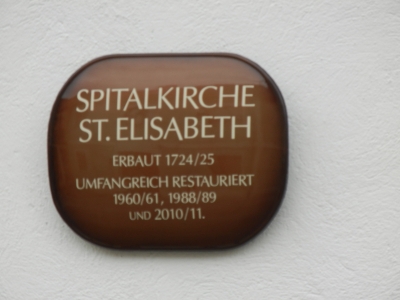 SPITALKIRCHE
ST. ELISABETH
ERBAUT 1724/25
UMFANGREICH RESTAURIERT
1960/61, 1988/89
UND 2010/11.